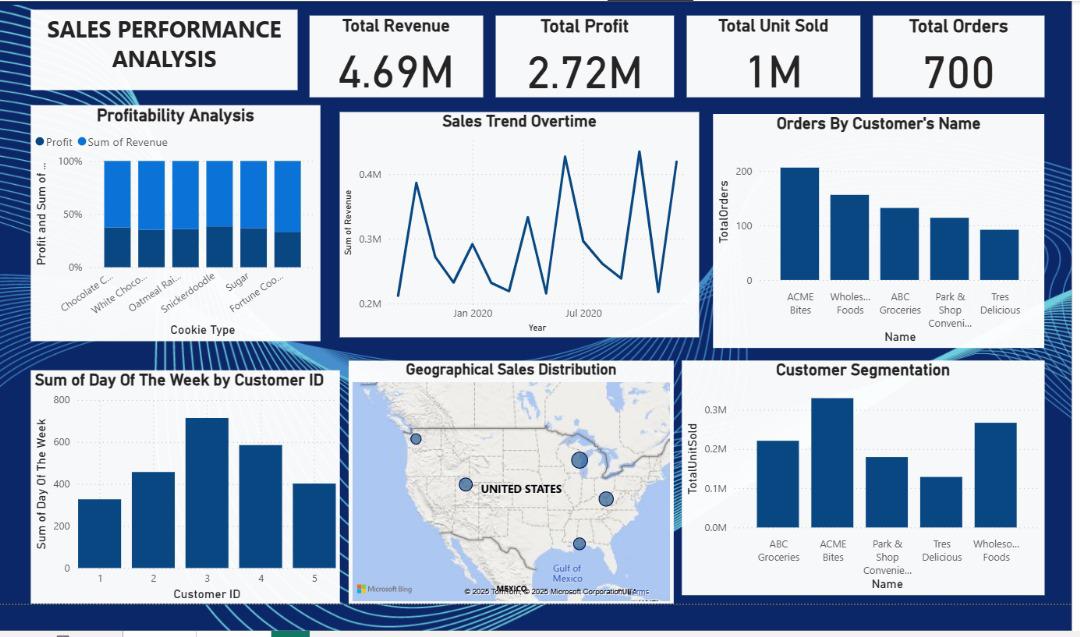 SALES PERFORMANCE
ANALYSIS
Total Revenue
4.69M
Total Profit
2.72M
Total Unit Sold
1M
Total Orders
700
Profitability Analysis
Profit Sum of Revenue
Profit and Sum of ...
100%
50%
0%
Chocolate C...
White Choco...
Oatmeal Rai...
Snickerdoodle
Sugar
Fortune Coo...
Cookie Type
Sales Trend Overtime
Sum of Revenue
0.4M
0.3M
0.2M
Jan 2020
Jul 2020
Year
Orders By Customer's Name
TotalOrders
200
100
0
ACME
Bites
Wholes...
Foods
ABC
Groceries
Park &
Shop
Conveni...
Tres
Delicious
Name
Sum of Day Of The Week by Customer ID
Sum of Day Of The Week
800
600
400
200
0
1
2
3
4
5
Customer ID
Geographical Sales Distribution
UNITED STATES
Gulf of
Mexico
MEXICO
Microsoft Bing
© 2025 TomTom, © 2025 Microsoft Corporation
Customer Segmentation
TotalUnitSold
0.3M
0.2M
0.1M
0.0M
ABC
Groceries
ACME
Bites
Park &
Shop
Convenie...
Tres
Delicious
Wholeso...
Foods
Name